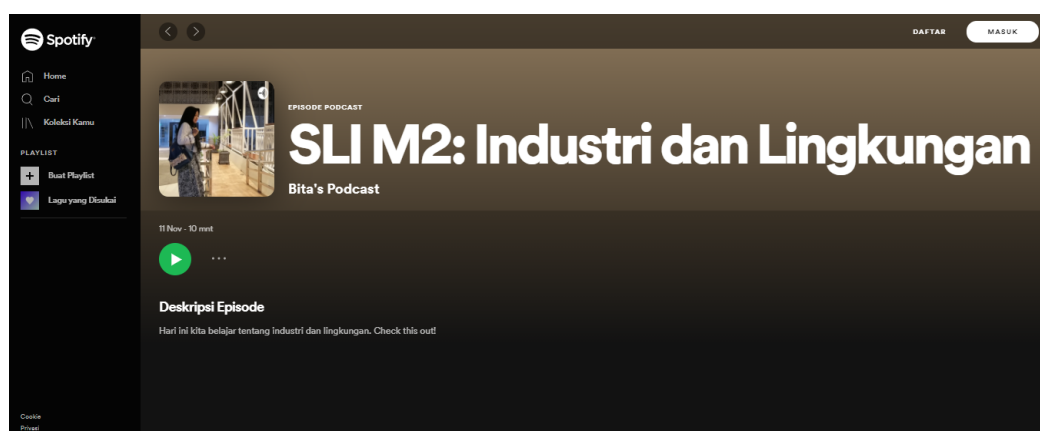 Spotify
DAFTAR
MASUK
Home
Cari
Koleksi Kamu
PLAYLIST
Buat Playlist
Lagu yang Disukai
EPISODE PODCAST
SLI M2: Industri dan Lingkungan
Bita's Podcast
11 Nov · 10 mnt
Deskripsi Episode
Hari ini kita belajar tentang industri dan lingkungan. Check this out!
Cookie
Privasi